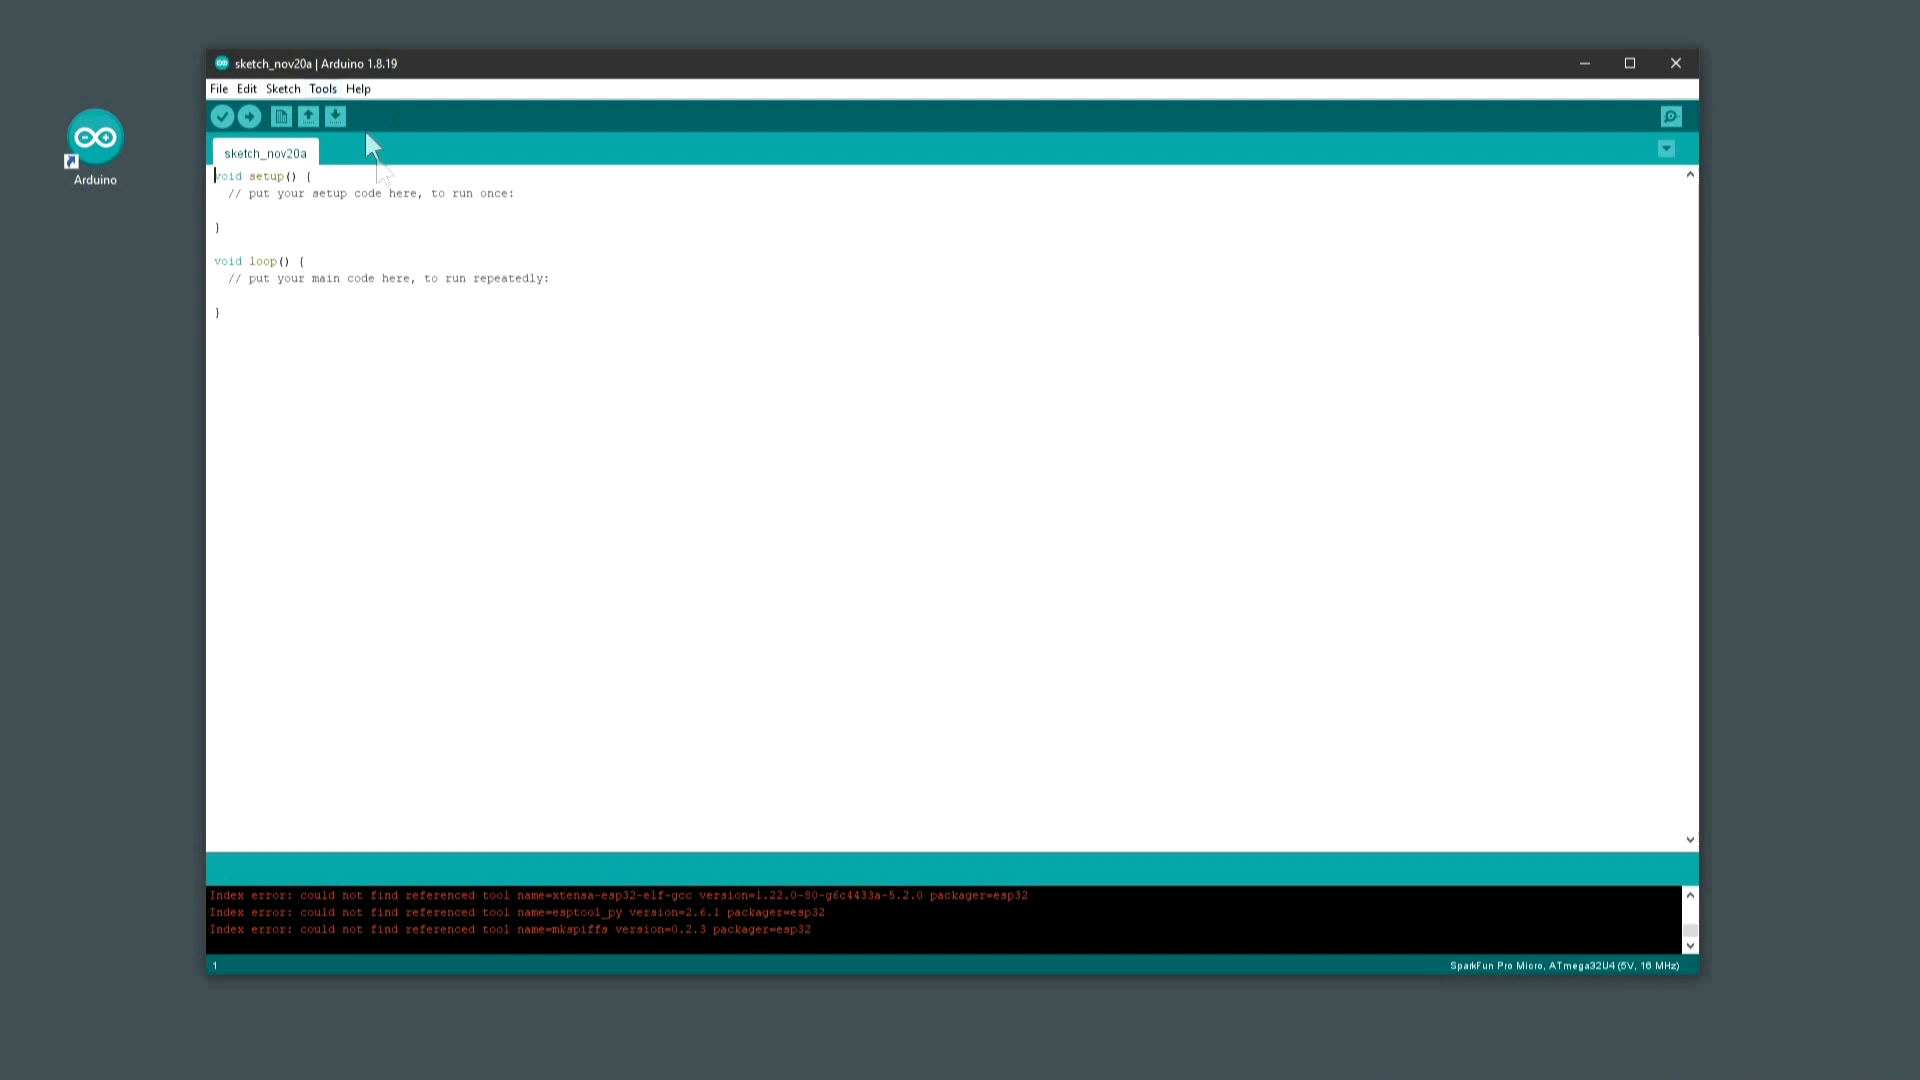 sketch_nov20a | Arduino 1.8.19
File Edit Sketch Tools Help
Arduino
sketch_nov20a
void setup() {
  // put your setup code here, to run once:
}
void loop() {
  // put your main code here, to run repeatedly:
}
Index error: could not find referenced tool name=xtensa-esp32-elf-gcc version=1.22.0-80-g6c4433a-5.2.0 packager=esp32
Index error: could not find referenced tool name=esptool_py version=2.6.1 packager=esp32
Index error: could not find referenced tool name=mkspiffs version=0.2.3 packager=esp32
1
SparkFun Pro Micro, ATmega32U4 (5V, 16 MHz)